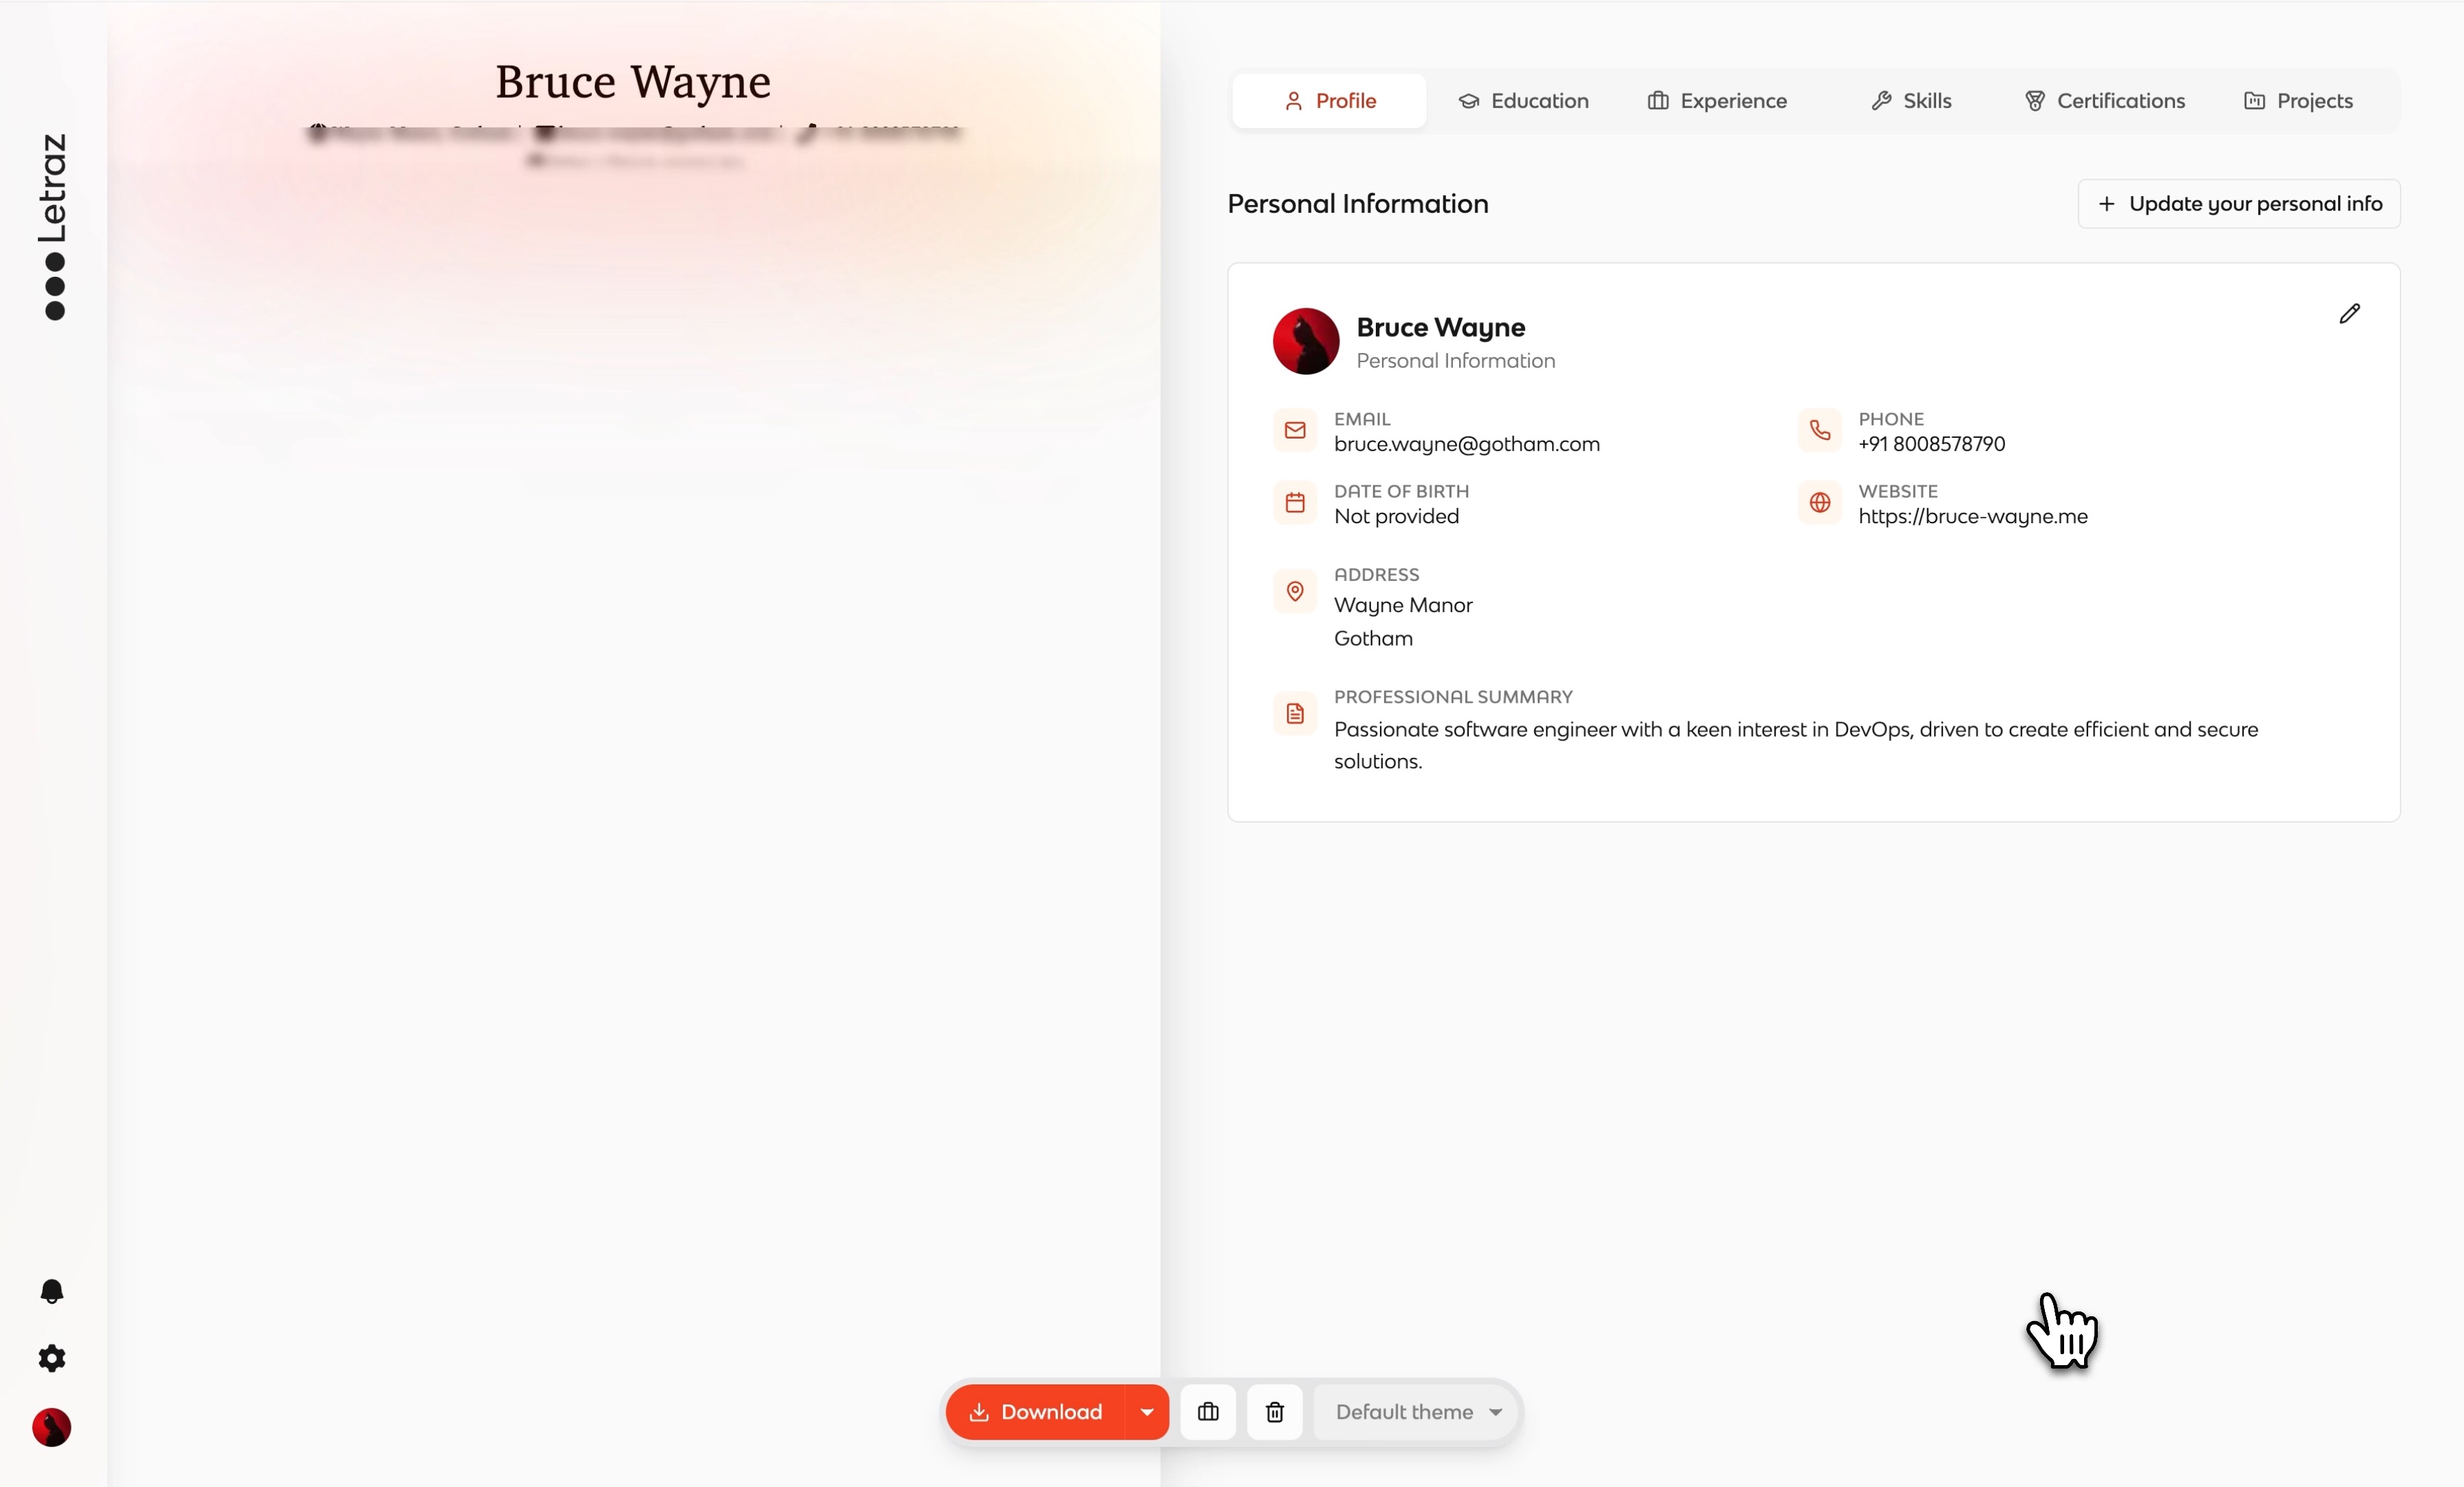 Letraz
Bruce Wayne
Profile
Education
Experience
Skills
Certifications
Projects
Personal Information
Update your personal info
Bruce Wayne
Personal Information
EMAIL
bruce.wayne@gotham.com
PHONE
+91 8008578790
DATE OF BIRTH
Not provided
WEBSITE
https://bruce-wayne.me
ADDRESS
Wayne Manor
Gotham
PROFESSIONAL SUMMARY
Passionate software engineer with a keen interest in DevOps, driven to create efficient and secure
solutions.
Download
Default theme